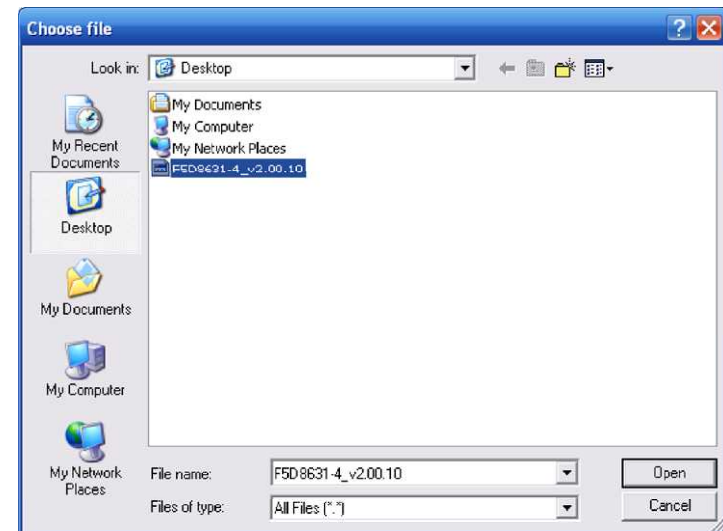 Choose file
Look in:
Desktop
My Documents
My Computer
My Network Places
F5D8631-4_v2.00.10
My Recent
Documents
Desktop
My Documents
My Computer
My Network
Places
File name:
F5D8631-4_v2.00.10
Open
Files of type:
All Files (*.*)
Cancel